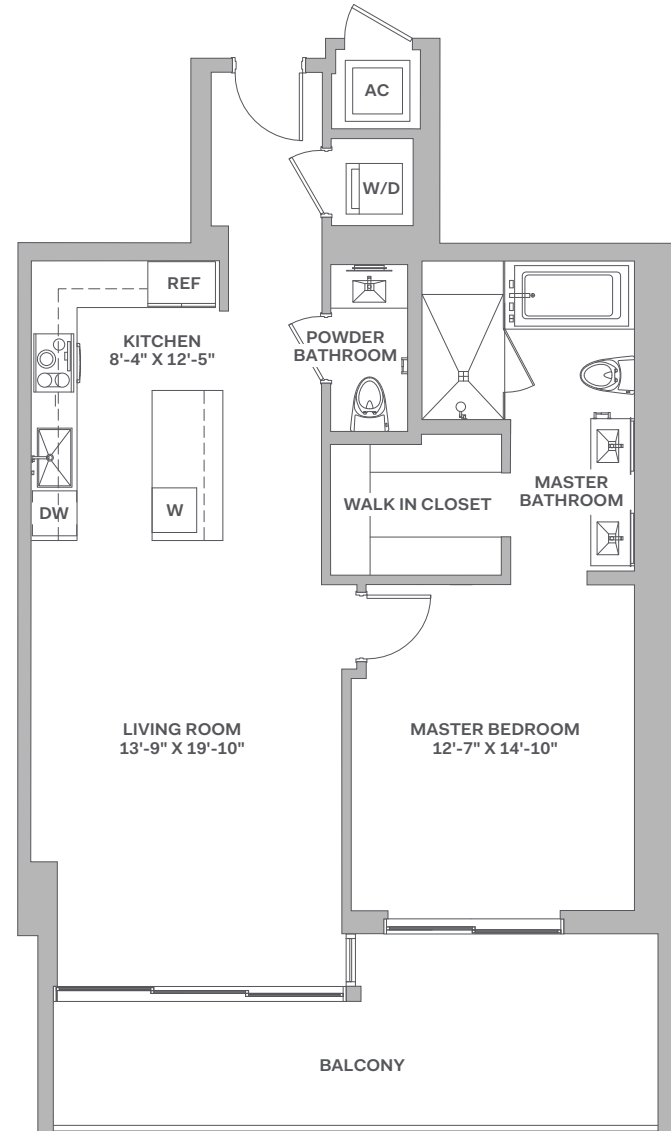 AC
W/D
REF
KITCHEN
8'-4" X 12'-5"
POWDER
BATHROOM
WALK IN CLOSET
MASTER
BATHROOM
DW
W
LIVING ROOM
13'-9" X 19'-10"
MASTER BEDROOM
12'-7" X 14'-10"
BALCONY